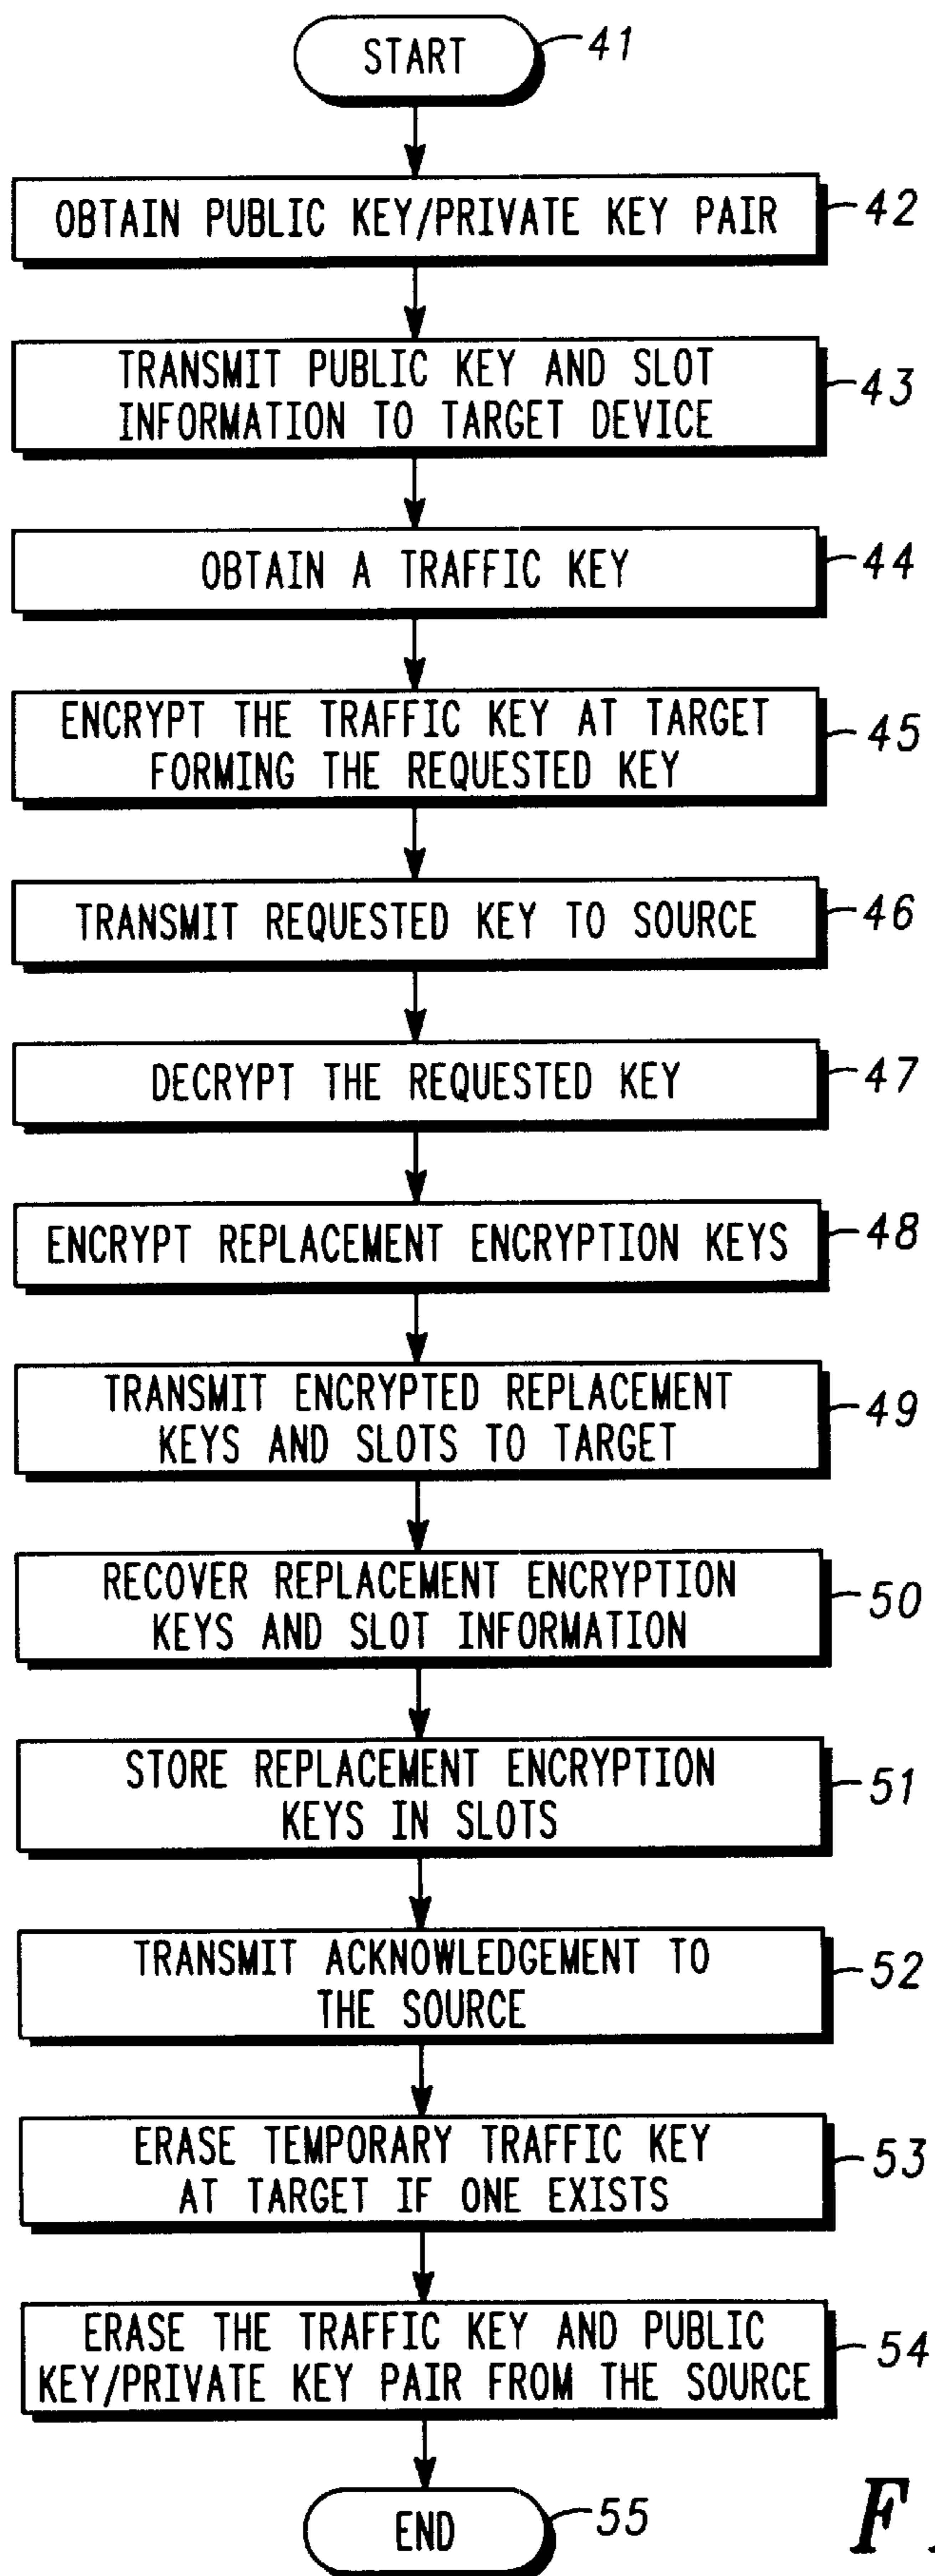 START
41
OBTAIN PUBLIC KEY/PRIVATE KEY PAIR
42
TRANSMIT PUBLIC KEY AND SLOT
INFORMATION TO TARGET DEVICE
43
OBTAIN A TRAFFIC KEY
44
ENCRYPT THE TRAFFIC KEY AT TARGET
FORMING THE REQUESTED KEY
45
TRANSMIT REQUESTED KEY TO SOURCE
46
DECRYPT THE REQUESTED KEY
47
ENCRYPT REPLACEMENT ENCRYPTION KEYS
48
TRANSMIT ENCRYPTED REPLACEMENT
KEYS AND SLOTS TO TARGET
49
RECOVER REPLACEMENT ENCRYPTION
KEYS AND SLOT INFORMATION
50
STORE REPLACEMENT ENCRYPTION
KEYS IN SLOTS
51
TRANSMIT ACKNOWLEDGEMENT TO
THE SOURCE
52
ERASE TEMPORARY TRAFFIC KEY
AT TARGET IF ONE EXISTS
53
ERASE THE TRAFFIC KEY AND PUBLIC
KEY/PRIVATE KEY PAIR FROM THE SOURCE
54
END
55
F